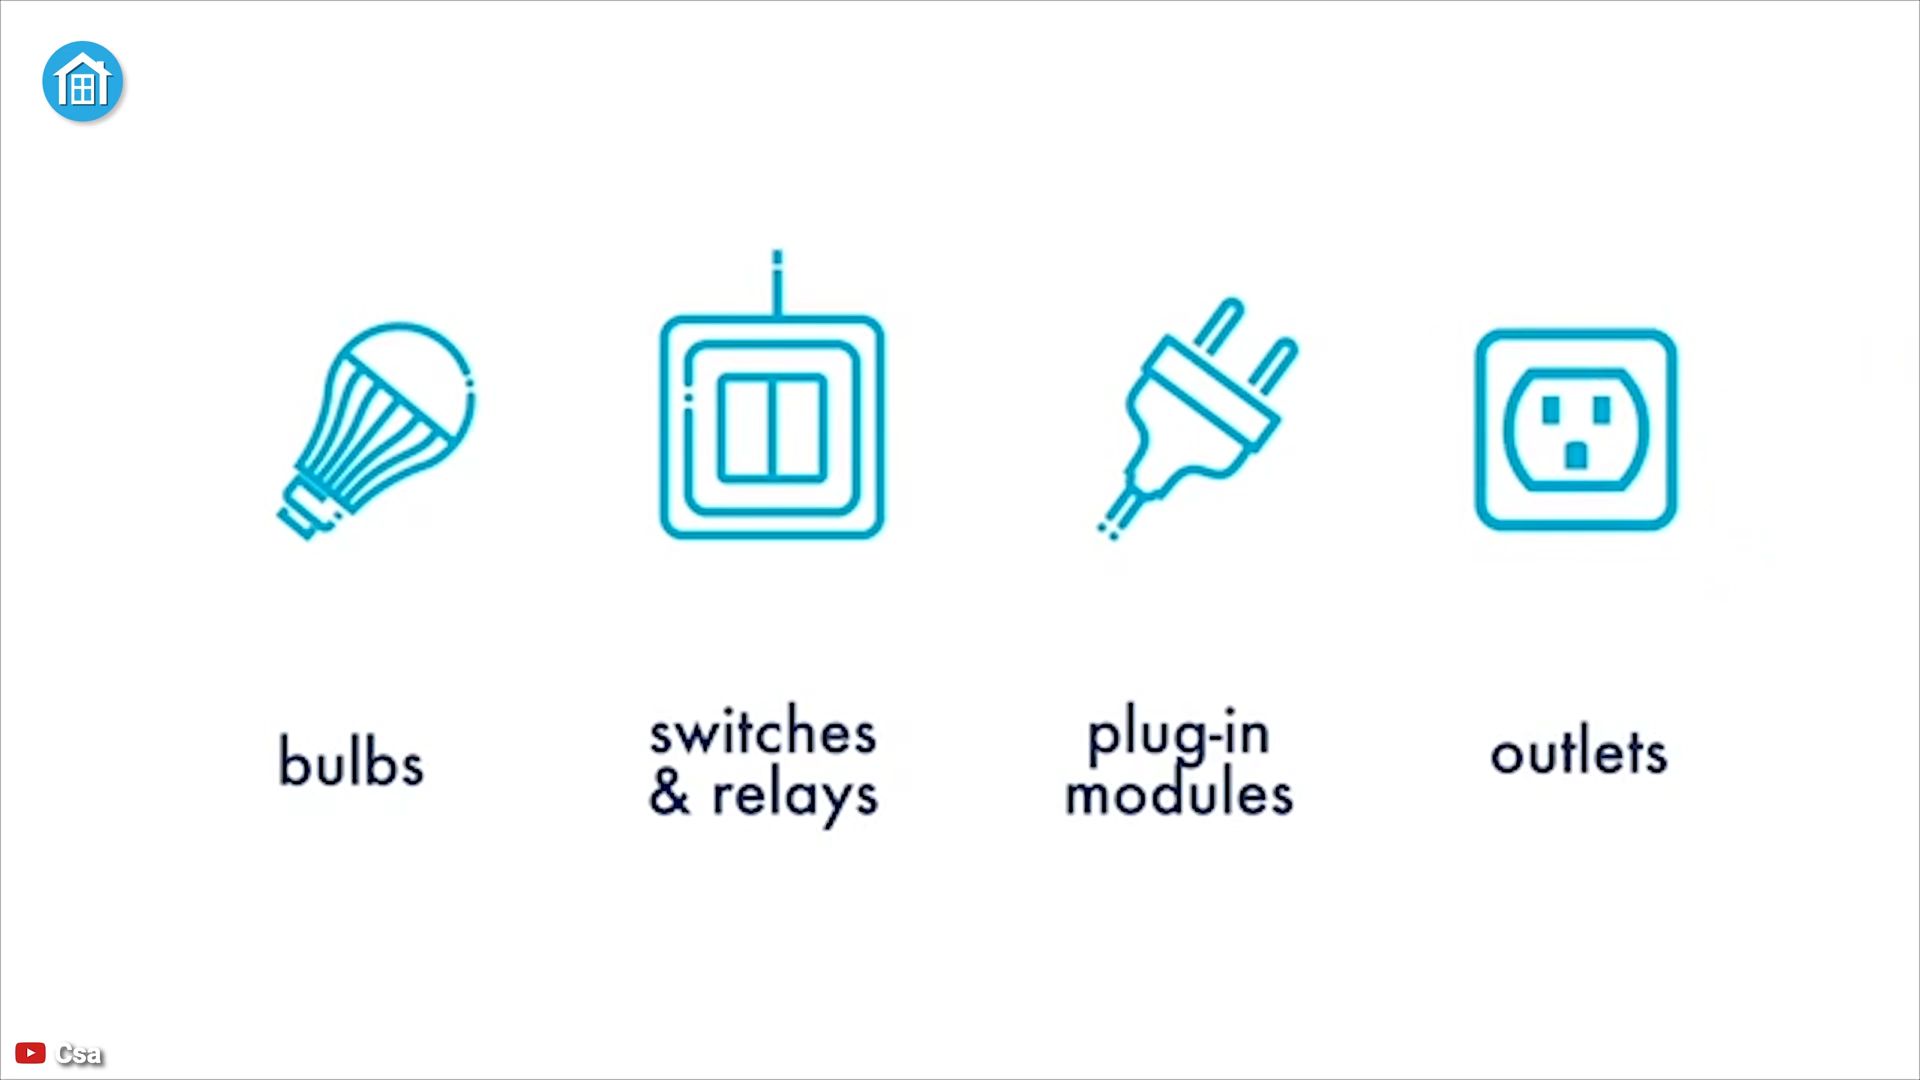 bulbs
switches
& relays
plug-in
modules
outlets
Csa